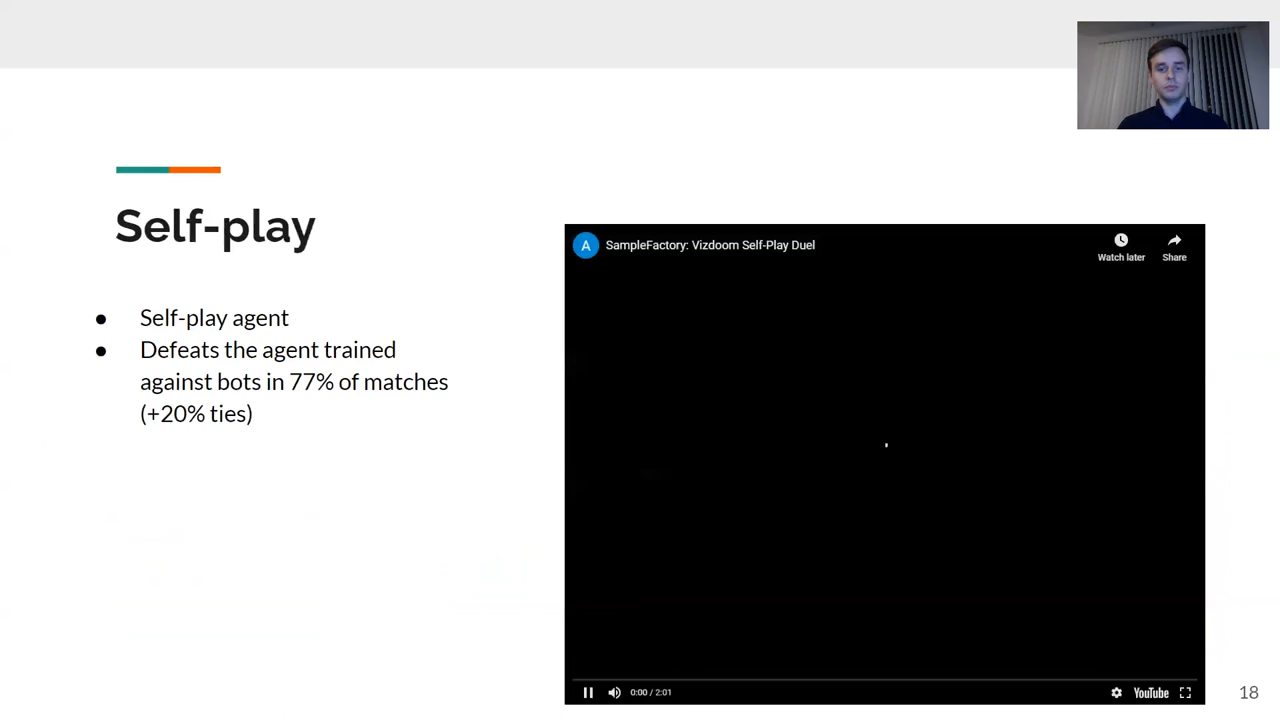 Self-play
● Self-play agent
● Defeats the agent trained
against bots in 77% of matches
(+20% ties)
A SampleFactory: Vizdoom Self-Play Duel
Watch later
Share
0:00 / 2:01
YouTube
18